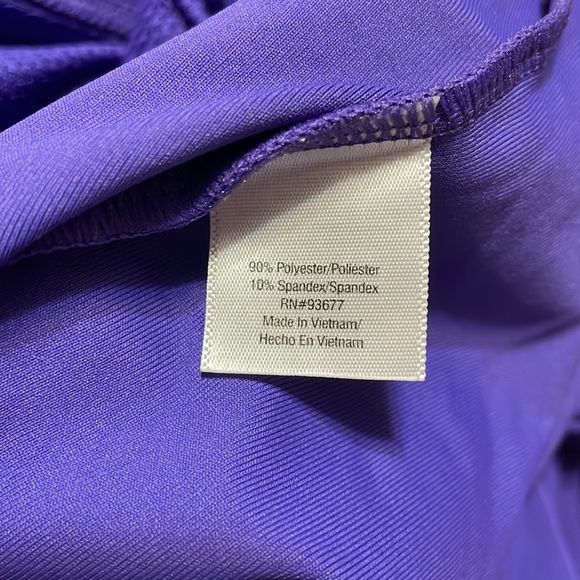 90% Polyester/Poliéster
10% Spandex/Spandex
RN#93677
Made In Vietnam/
Hecho En Vietnam